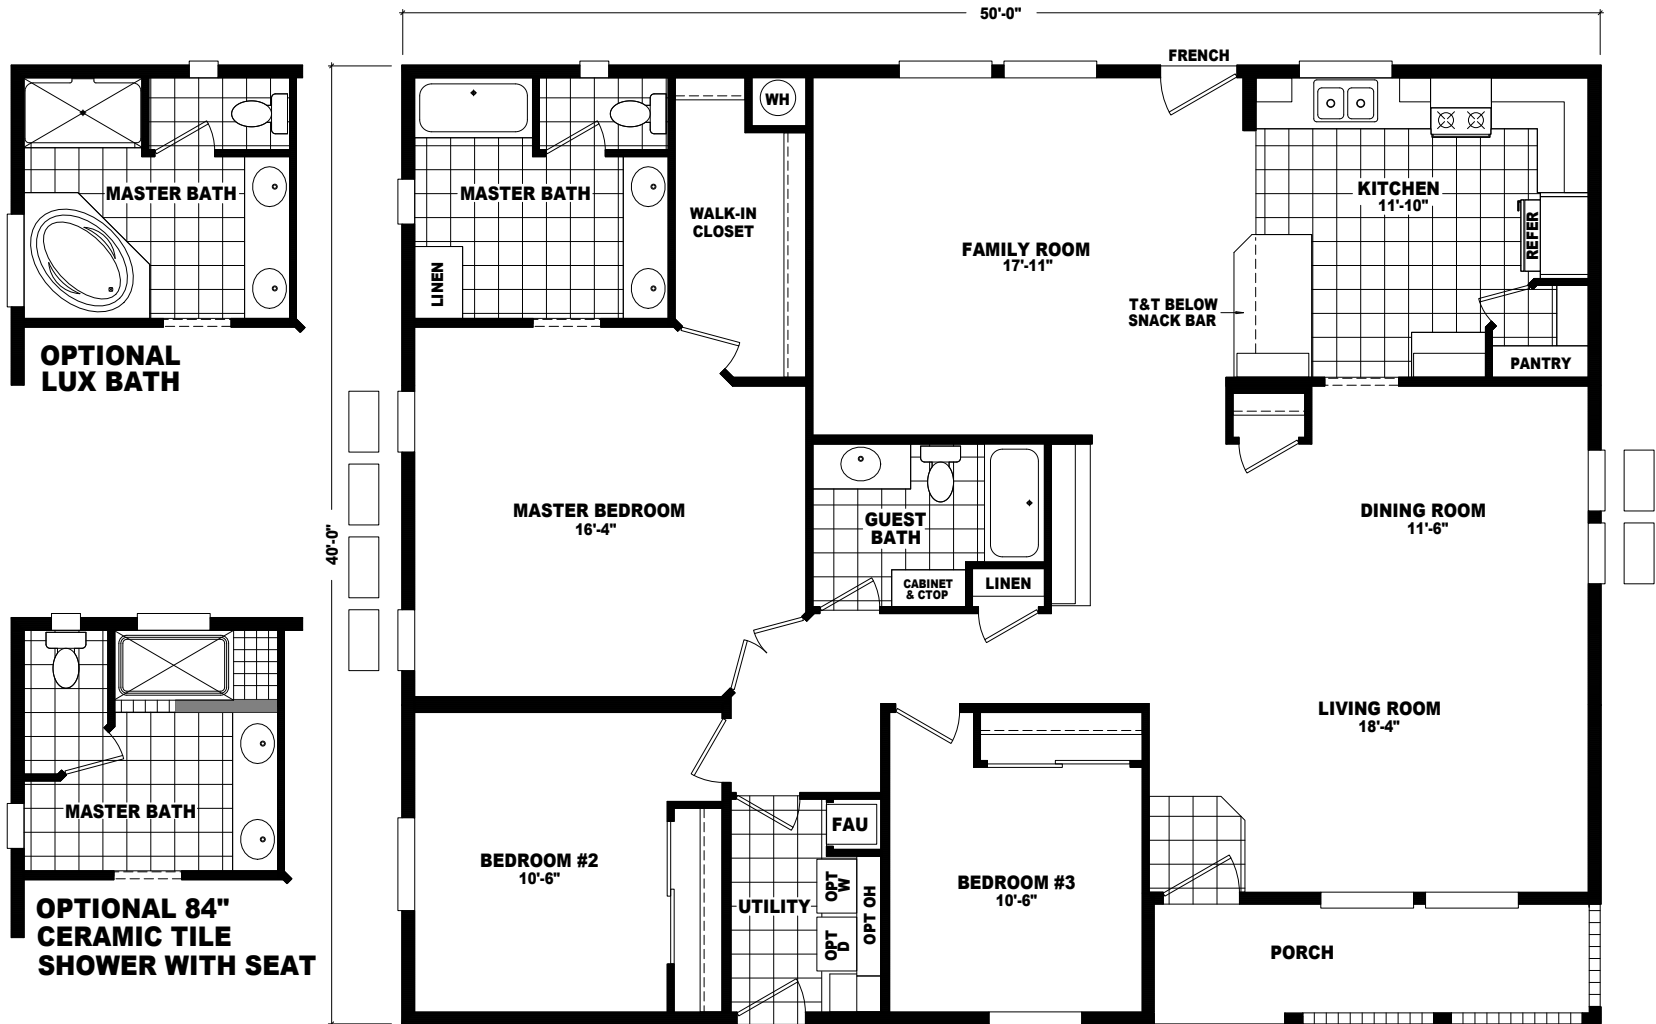 50'-0"
FRENCH
WH
MASTER BATH
MASTER BATH
KITCHEN
11'-10"
WALK-IN
CLOSET
REFER
FAMILY ROOM
17'-11"
LINEN
T&T BELOW
SNACK BAR
OPTIONAL
LUX BATH
PANTRY
MASTER BEDROOM
16'-4"
DINING ROOM
11'-6"
GUEST
BATH
40'-0"
CABINET
& CTOP
LINEN
LIVING ROOM
18'-4"
MASTER BATH
FAU
BEDROOM #2
10'-6"
OPT
W
BEDROOM #3
10'-6"
UTILITY
OPT OH
OPT
D
OPTIONAL 84"
CERAMIC TILE
SHOWER WITH SEAT
PORCH